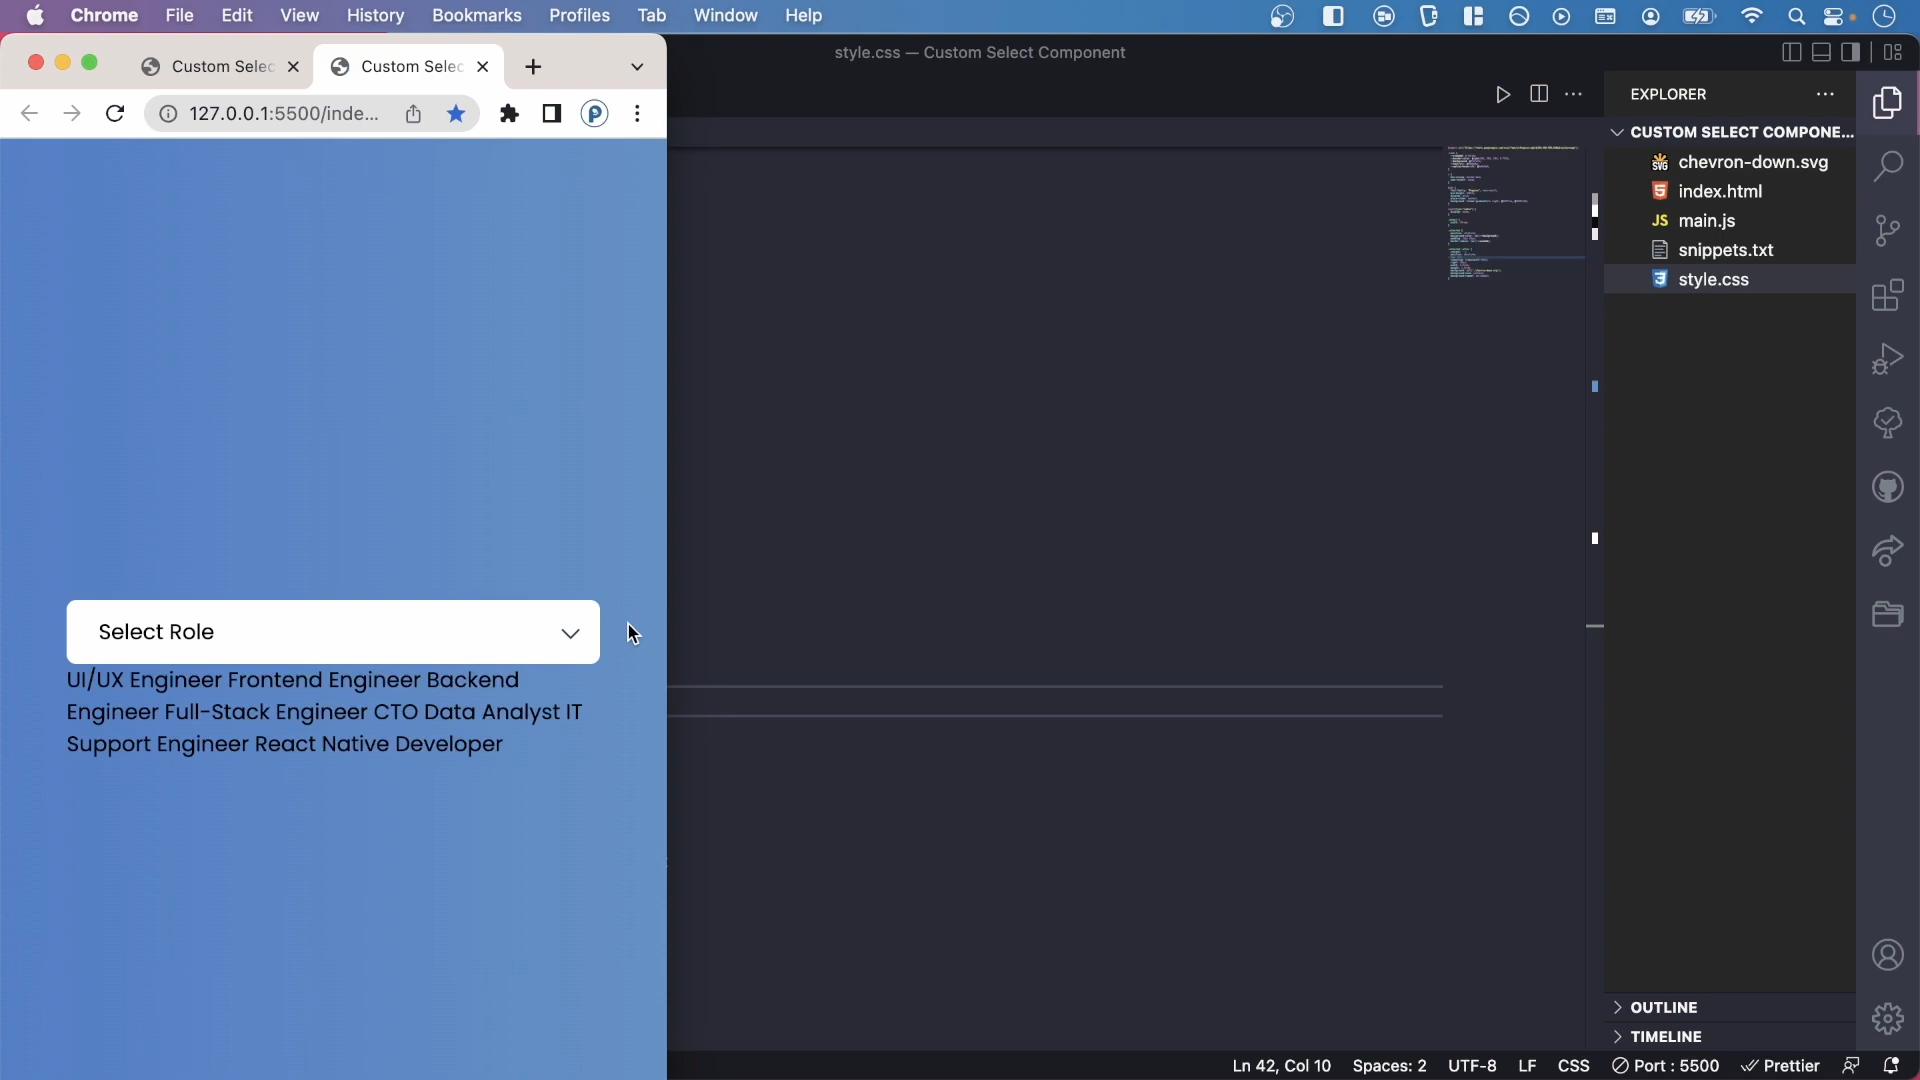 Chrome File Edit View History Bookmarks Profiles Tab Window Help
style.css — Custom Select Component
Custom Selec
Custom Selec
127.0.0.1:5500/inde...
P
EXPLORER
CUSTOM SELECT COMPONE...
SVG chevron-down.svg
5 index.html
JS main.js
snippets.txt
3 style.css
Select Role
UI/UX Engineer Frontend Engineer Backend
Engineer Full-Stack Engineer CTO Data Analyst IT
Support Engineer React Native Developer
OUTLINE
TIMELINE
Ln 42, Col 10 Spaces: 2 UTF-8 LF CSS Port : 5500 Prettier